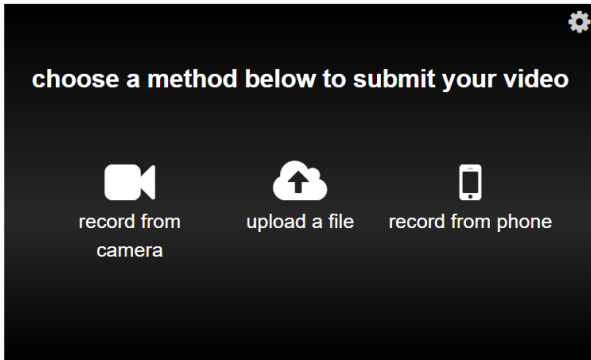 choose a method below to submit your video
record from
camera
upload a file
record from phone